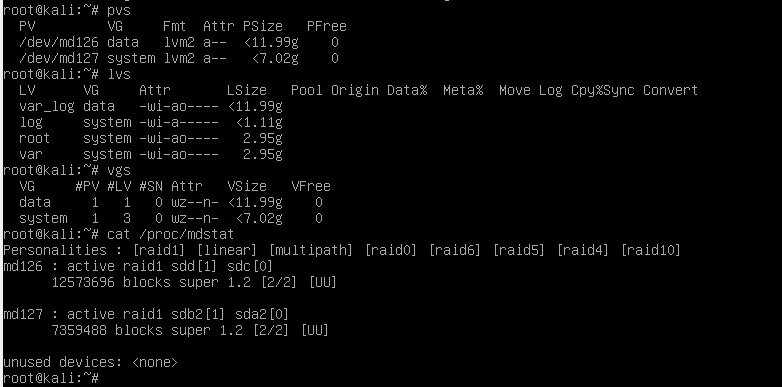 root@kali:~# pvs
  PV         VG     Fmt  Attr PSize   PFree
  /dev/md126 data   lvm2 a--  <11.99g    0
  /dev/md127 system lvm2 a--   <7.02g    0
root@kali:~# lvs
  LV      VG     Attr       LSize   Pool Origin Data%  Meta%  Move Log Cpy%Sync Convert
  var_log data   -wi-ao---- <11.99g
  log     system -wi-ao----  <1.11g
  root    system -wi-ao----   2.95g
  var     system -wi-ao----   2.95g
root@kali:~# vgs
  VG     #PV #LV #SN Attr   VSize   VFree
  data     1   1   0 wz--n- <11.99g    0
  system   1   3   0 wz--n-  <7.02g    0
root@kali:~# cat /proc/mdstat
Personalities : [raid1] [linear] [multipath] [raid0] [raid6] [raid5] [raid4] [raid10]
md126 : active raid1 sdd[1] sdc[0]
      12573696 blocks super 1.2 [2/2] [UU]

md127 : active raid1 sdb2[1] sda2[0]
      7359488 blocks super 1.2 [2/2] [UU]

unused devices: <none>
root@kali:~#